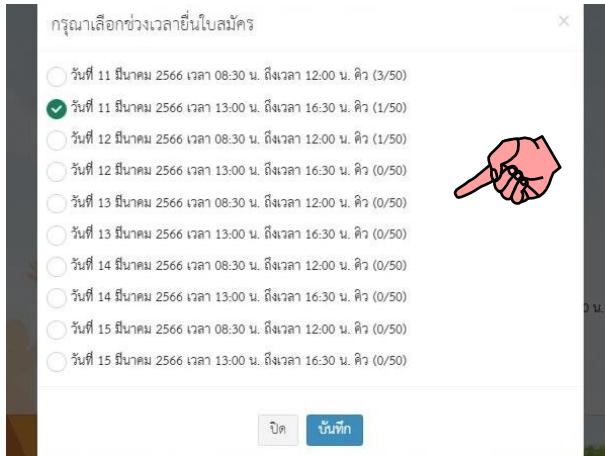 กรุณาเลือกช่วงเวลายื่นใบสมัคร ×
วันที่ 11 มีนาคม 2566 เวลา 08:30 น. ถึงเวลา 12:00 น. คิว (3/50)
วันที่ 11 มีนาคม 2566 เวลา 13:00 น. ถึงเวลา 16:30 น. คิว (1/50)
วันที่ 12 มีนาคม 2566 เวลา 08:30 น. ถึงเวลา 12:00 น. คิว (1/50)
วันที่ 12 มีนาคม 2566 เวลา 13:00 น. ถึงเวลา 16:30 น. คิว (0/50)
วันที่ 13 มีนาคม 2566 เวลา 08:30 น. ถึงเวลา 12:00 น. คิว (0/50)
วันที่ 13 มีนาคม 2566 เวลา 13:00 น. ถึงเวลา 16:30 น. คิว (0/50)
วันที่ 14 มีนาคม 2566 เวลา 08:30 น. ถึงเวลา 12:00 น. คิว (0/50)
วันที่ 14 มีนาคม 2566 เวลา 13:00 น. ถึงเวลา 16:30 น. คิว (0/50)
วันที่ 15 มีนาคม 2566 เวลา 08:30 น. ถึงเวลา 12:00 น. คิว (0/50)
วันที่ 15 มีนาคม 2566 เวลา 13:00 น. ถึงเวลา 16:30 น. คิว (0/50)
ปิด บันทึก